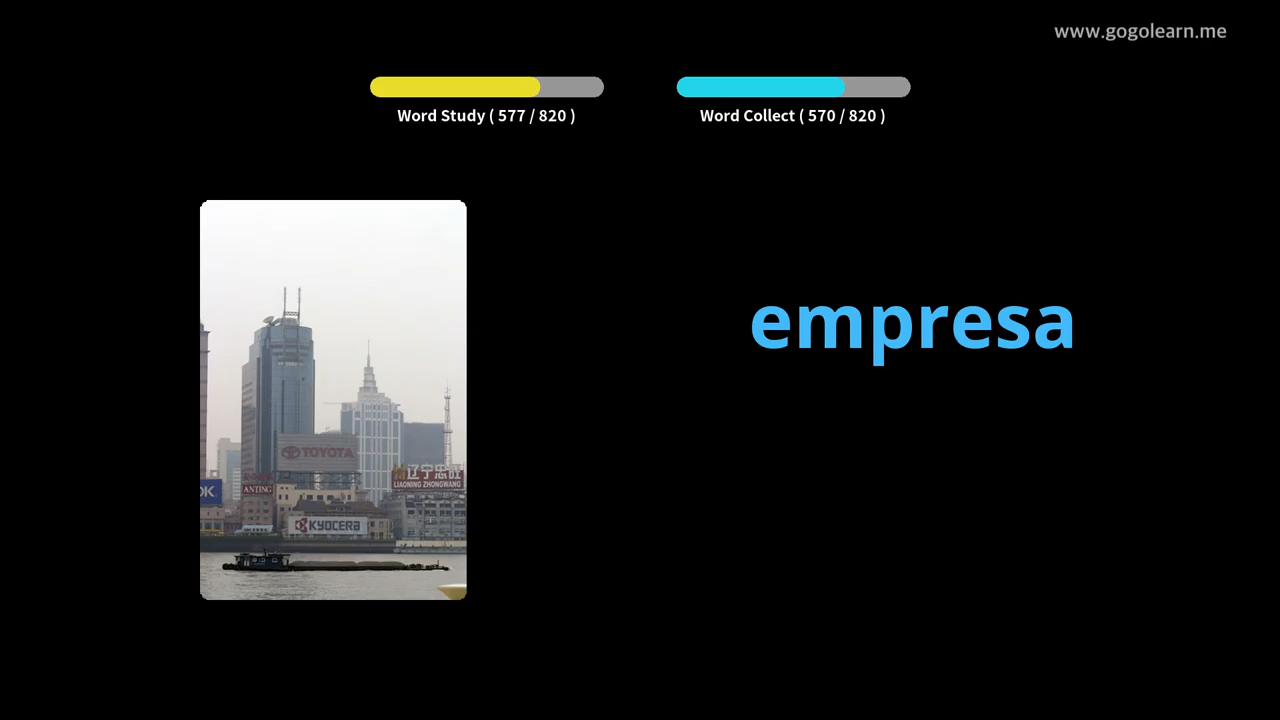 www.gogolearn.me
Word Study ( 577 / 820 )
Word Collect ( 570 / 820 )
empresa
TOYOTA
辽宁忠旺
LIAONING ZHONGWANG
OK
ANTING
KYOCERA